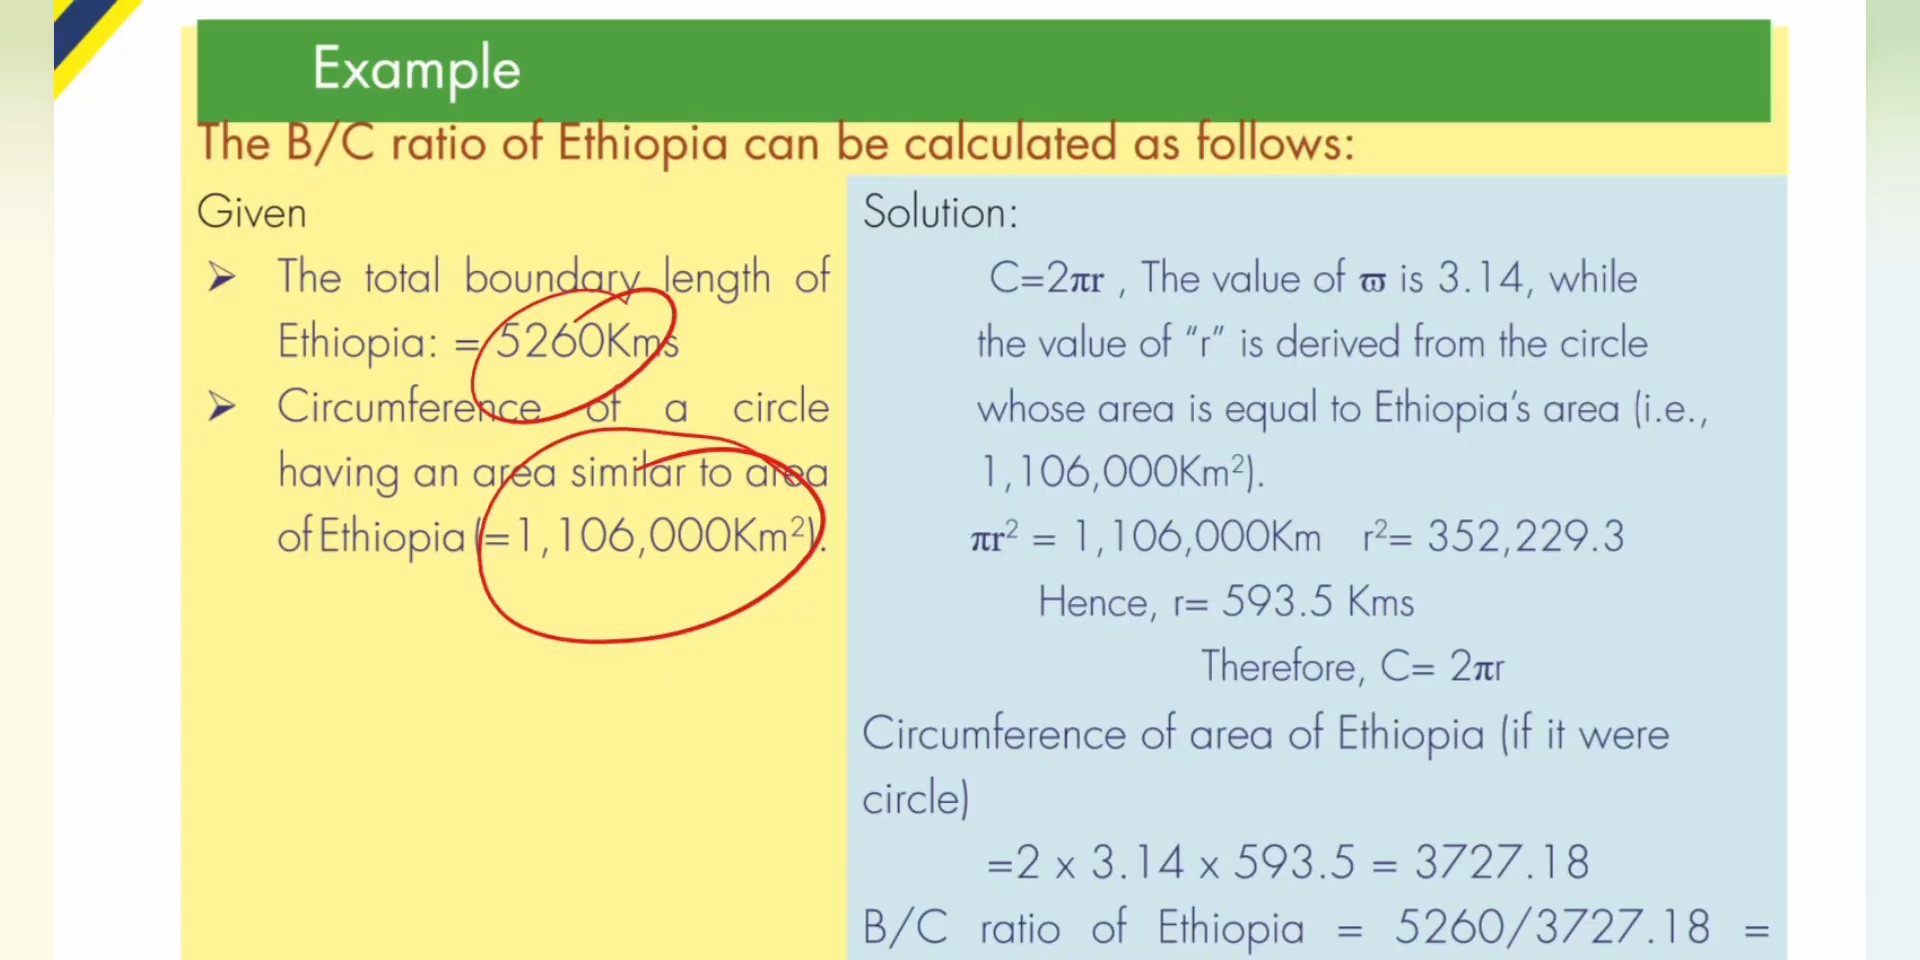 Example
The B/C ratio of Ethiopia can be calculated as follows:
Given
➢ The total boundary length of
Ethiopia: = 5260Kms
➢ Circumference of a circle
having an area similar to area
of Ethiopia (=1,106,000Km²).
Solution:
C=2πr , The value of ϖ is 3.14, while
the value of “r” is derived from the circle
whose area is equal to Ethiopia’s area (i.e.,
1,106,000Km²).
πr² = 1,106,000Km r²= 352,229.3
Hence, r= 593.5 Kms
Therefore, C= 2πr
Circumference of area of Ethiopia (if it were
circle)
=2 x 3.14 x 593.5 = 3727.18
B/C ratio of Ethiopia = 5260/3727.18 =